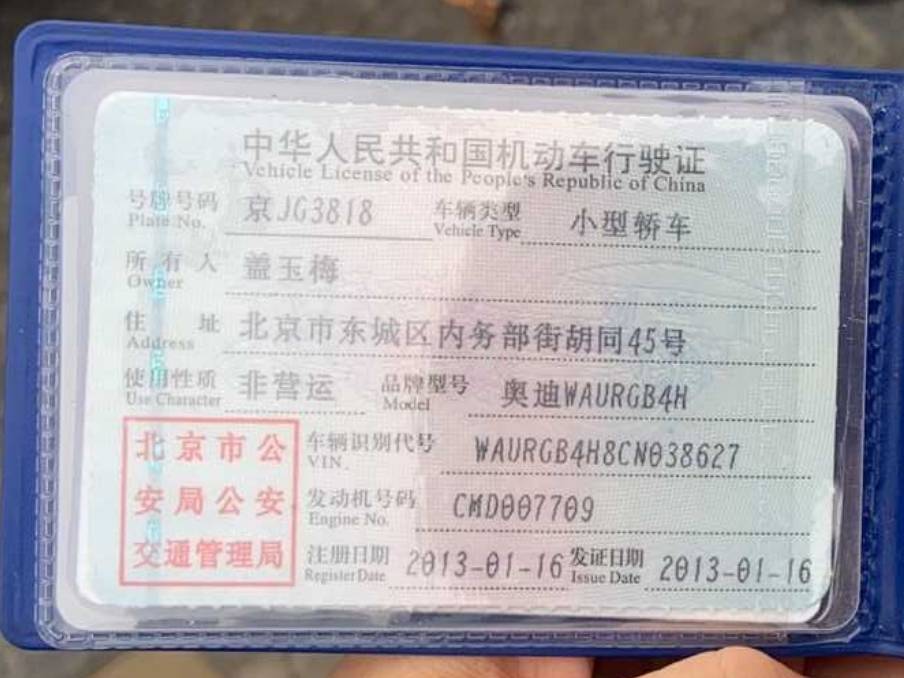 中华人民共和国机动车行驶证
Vehicle License of the People's Republic of China
号牌号码 京JG3818 车辆类型 小型轿车
Plate No. Vehicle Type
所有人 盖玉梅
Owner
住址 北京市东城区内务部街胡同45号
Address
使用性质 非营运 品牌型号 奥迪WAURGB4H
Use Character Model
北京市公 车辆识别代号 WAURGB4H8CN038627
VIN.
安局公安 发动机号码 CMD007709
Engine No.
交通管理局 注册日期 2013-01-16 发证日期 2013-01-16
Register Date Issue Date